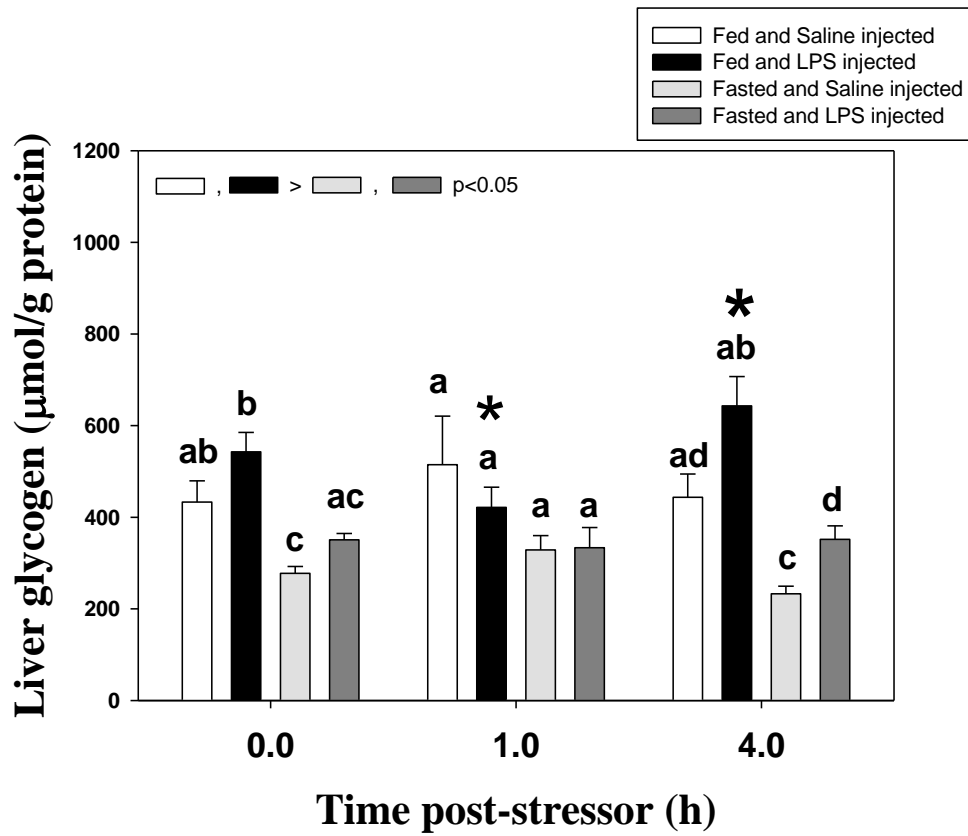 Fed and Saline injected
Fed and LPS injected
Fasted and Saline injected
Fasted and LPS injected
Liver glycogen (μmol/g protein)
1200
1000
800
600
400
200
0
, > , p<0.05
ab
b
c
ac
a
*
a
a
a
ad
*
ab
c
d
0.0 1.0 4.0
Time post-stressor (h)